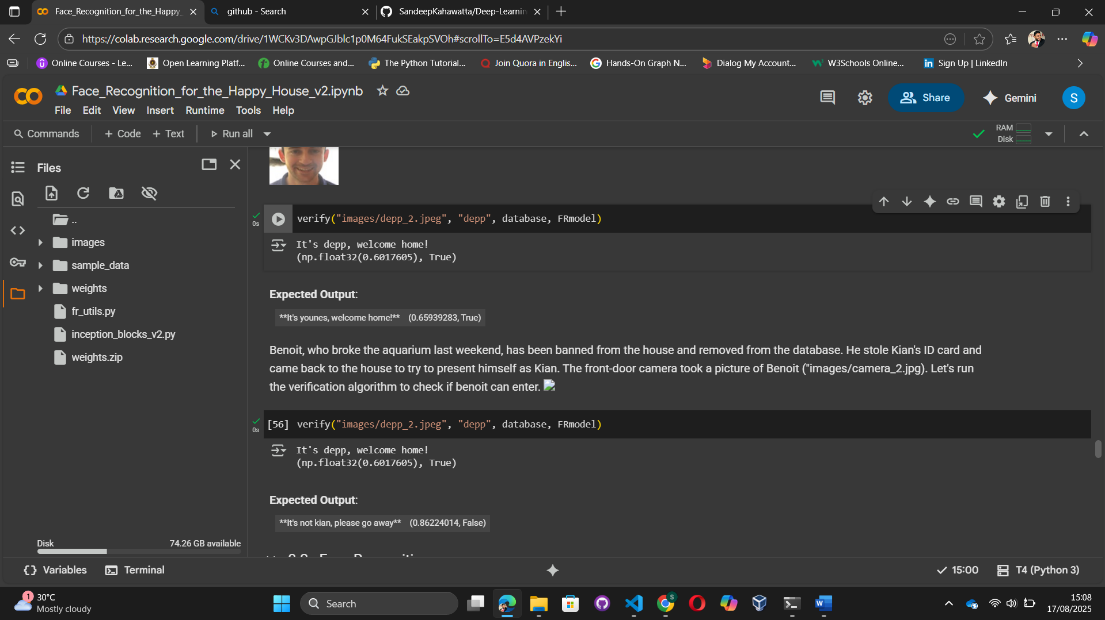 Face_Recognition_for_the_Happy_
github - Search
SandeepKahawatta/Deep-Learnin
https://colab.research.google.com/drive/1WCKv3DAwpGJblc1p0M64FukSEakpSVOh#scrollTo=E5d4AVPzekYi
Online Courses - Le...
Open Learning Platf...
Online Courses and...
The Python Tutorial...
Join Quora in Englis...
Hands-On Graph N...
Dialog My Account...
W3Schools Online...
Sign Up | LinkedIn
Face_Recognition_for_the_Happy_House_v2.ipynb
File Edit View Insert Runtime Tools Help
Share
Gemini
S
Commands + Code + Text Run all
RAM
Disk
Files
..
images
sample_data
weights
fr_utils.py
inception_blocks_v2.py
weights.zip
Disk 74.26 GB available
0s
verify("images/depp_2.jpeg", "depp", database, FRmodel)
It's depp, welcome home!
(np.float32(0.6017605), True)
Expected Output:
**It's younes, welcome home!** (0.65939283, True)
Benoit, who broke the aquarium last weekend, has been banned from the house and removed from the database. He stole Kian's ID card and
came back to the house to try to present himself as Kian. The front-door camera took a picture of Benoit ("images/camera_2.jpg). Let's run
the verification algorithm to check if benoit can enter.
0s
[56] verify("images/depp_2.jpeg", "depp", database, FRmodel)
It's depp, welcome home!
(np.float32(0.6017605), True)
Expected Output:
**It's not kian, please go away** (0.86224014, False)
Variables Terminal
15:00
T4 (Python 3)
1
30°C
Mostly cloudy
Search
15:08
17/08/2025